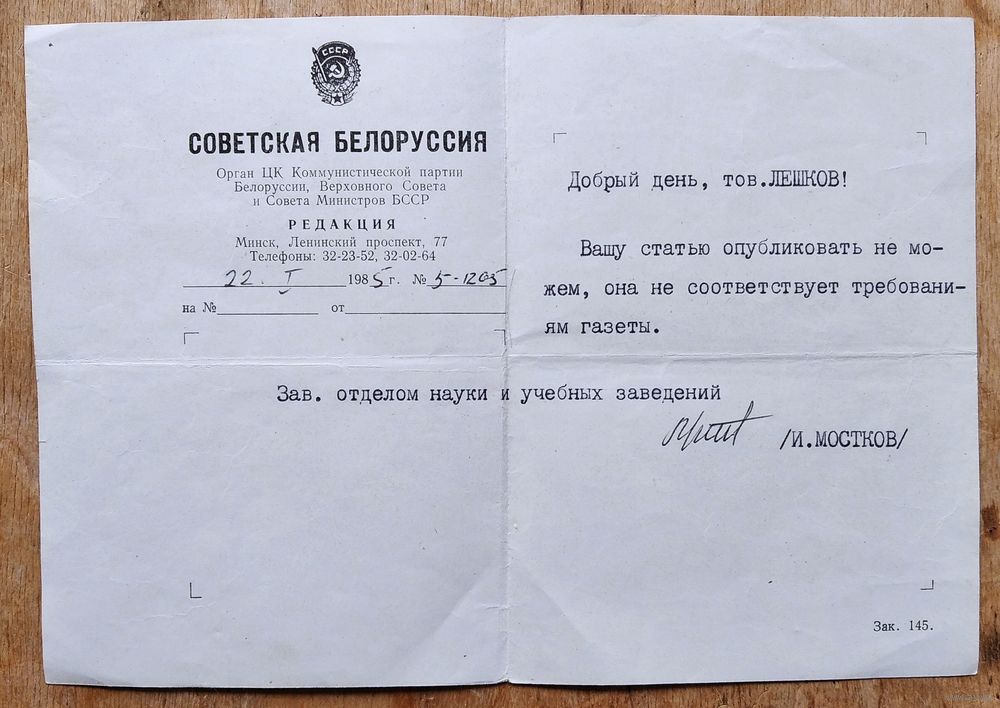 СССР
СОВЕТСКАЯ БЕЛОРУССИЯ
Орган ЦК Коммунистической партии
Белоруссии, Верховного Совета
и Совета Министров БССР
РЕДАКЦИЯ
Минск, Ленинский проспект, 77
Телефоны: 32-23-52, 32-02-64
22. I 1985г. № 5-1205
на № от
Добрый день, тов.ЛЕШКОВ!
Вашу статью опубликовать не мо-
жем, она не соответствует требовани-
ям газеты.
Зав. отделом науки и учебных заведений
/И.МОСТКОВ/
Зак. 145.